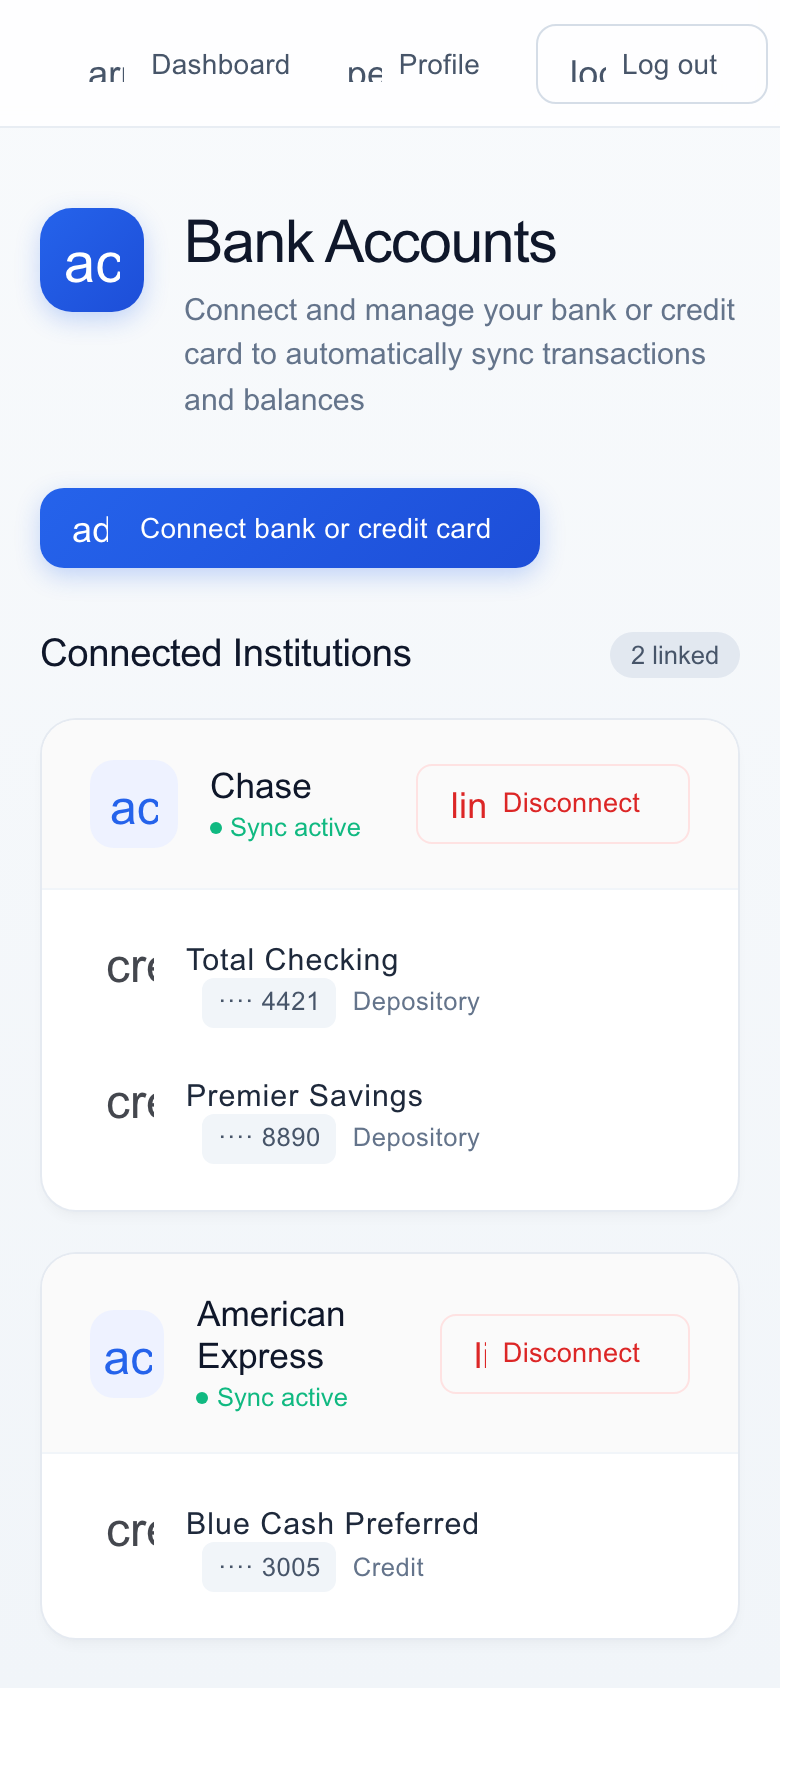 arr Dashboard pe Profile log Log out
ac Bank Accounts
Connect and manage your bank or credit
card to automatically sync transactions
and balances
ad Connect bank or credit card
Connected Institutions 2 linked
ac Chase
Sync active
lin Disconnect
cre Total Checking
···· 4421 Depository
cre Premier Savings
···· 8890 Depository
ac American
Express
Sync active
li Disconnect
cre Blue Cash Preferred
···· 3005 Credit